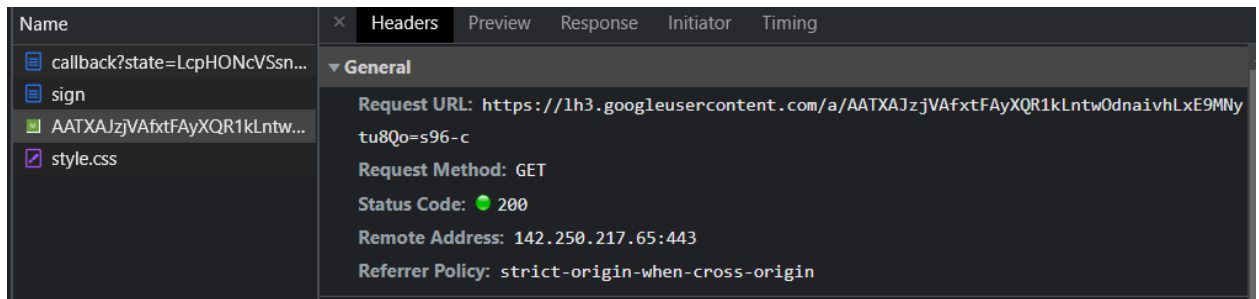 Name
callback?state=LcpHONcVSsn...
sign
AATXAJzjVAfxtFAyXQR1kLntw...
style.css
× Headers Preview Response Initiator Timing
▼ General
Request URL: https://lh3.googleusercontent.com/a/AATXAJzjVAfxtFAyXQR1kLntwOdnaivhLxE9MNy
tu8Qo=s96-c
Request Method: GET
Status Code: 200
Remote Address: 142.250.217.65:443
Referrer Policy: strict-origin-when-cross-origin